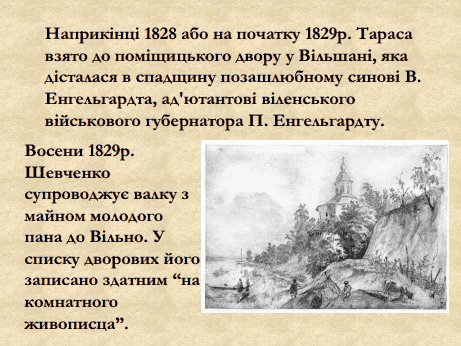 Наприкінці 1828 або на початку 1829р. Тараса
взято до поміщицького двору у Вільшані, яка
дісталася в спадщину позашлюбному синові В.
Енгельгардта, ад'ютантові віленського
військового губернатора П. Енгельгардту.
Восени 1829р.
Шевченко
супроводжує валку з
майном молодого
пана до Вільно. У
списку дворових його
записано здатним “на
комнатного
живописца”.